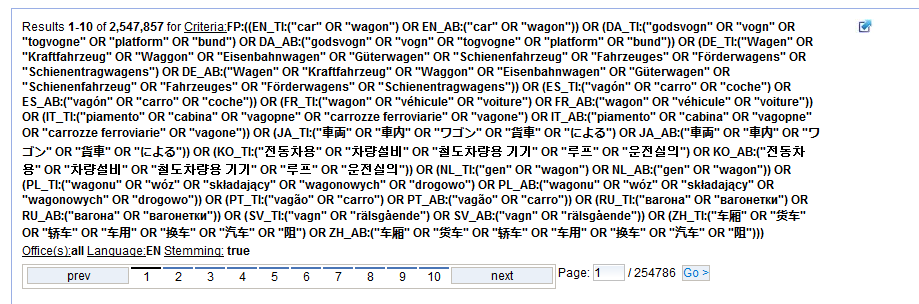 Results 1-10 of 2,547,857 for Criteria:FP:((EN_TI:("car" OR "wagon") OR EN_AB:("car" OR "wagon")) OR (DA_TI:("godsvogn" OR "vogn" OR
"togvogne" OR "platform" OR "bund") OR DA_AB:("godsvogn" OR "vogn" OR "togvogne" OR "platform" OR "bund")) OR (DE_TI:("Wagen" OR
"Kraftfahrzeug" OR "Waggon" OR "Eisenbahnwagen" OR "Güterwagen" OR "Schienenfahrzeug" OR "Fahrzeuges" OR "Förderwagens" OR
"Schienentragwagens") OR DE_AB:("Wagen" OR "Kraftfahrzeug" OR "Waggon" OR "Eisenbahnwagen" OR "Güterwagen" OR
"Schienenfahrzeug" OR "Fahrzeuges" OR "Förderwagens" OR "Schienentragwagens")) OR (ES_TI:("vagón" OR "carro" OR "coche") OR
ES_AB:("vagón" OR "carro" OR "coche")) OR (FR_TI:("wagon" OR "véhicule" OR "voiture") OR FR_AB:("wagon" OR "véhicule" OR "voiture"))
OR (IT_TI:("piamento" OR "cabina" OR "vagopne" OR "carrozze ferroviarie" OR "vagone") OR IT_AB:("piamento" OR "cabina" OR "vagopne"
OR "carrozze ferroviarie" OR "vagone")) OR (JA_TI:("車両" OR "車内" OR "ワゴン" OR "貨車" OR "による") OR JA_AB:("車両" OR "車内" OR "ワ
ゴン" OR "貨車" OR "による")) OR (KO_TI:("전동차용" OR "차량설비" OR "철도차량용 기기" OR "루프" OR "운전실의") OR KO_AB:("전동차
용" OR "차량설비" OR "철도차량용 기기" OR "루프" OR "운전실의")) OR (NL_TI:("gen" OR "wagon") OR NL_AB:("gen" OR "wagon")) OR
(PL_TI:("wagonu" OR "wóz" OR "składający" OR "wagonowych" OR "drogowo") OR PL_AB:("wagonu" OR "wóz" OR "składający" OR
"wagonowych" OR "drogowo")) OR (PT_TI:("vagão" OR "carro") OR PT_AB:("vagão" OR "carro")) OR (RU_TI:("вагона" OR "вагонетки") OR
RU_AB:("вагона" OR "вагонетки")) OR (SV_TI:("vagn" OR "rälsgående") OR SV_AB:("vagn" OR "rälsgående")) OR (ZH_TI:("车厢" OR "货车"
OR "轿车" OR "车用" OR "换车" OR "汽车" OR "阻") OR ZH_AB:("车厢" OR "货车" OR "轿车" OR "车用" OR "换车" OR "汽车" OR "阻")))
Office(s):all Language:EN Stemming: true
prev 1 2 3 4 5 6 7 8 9 10 next Page: 1 / 254786 Go >